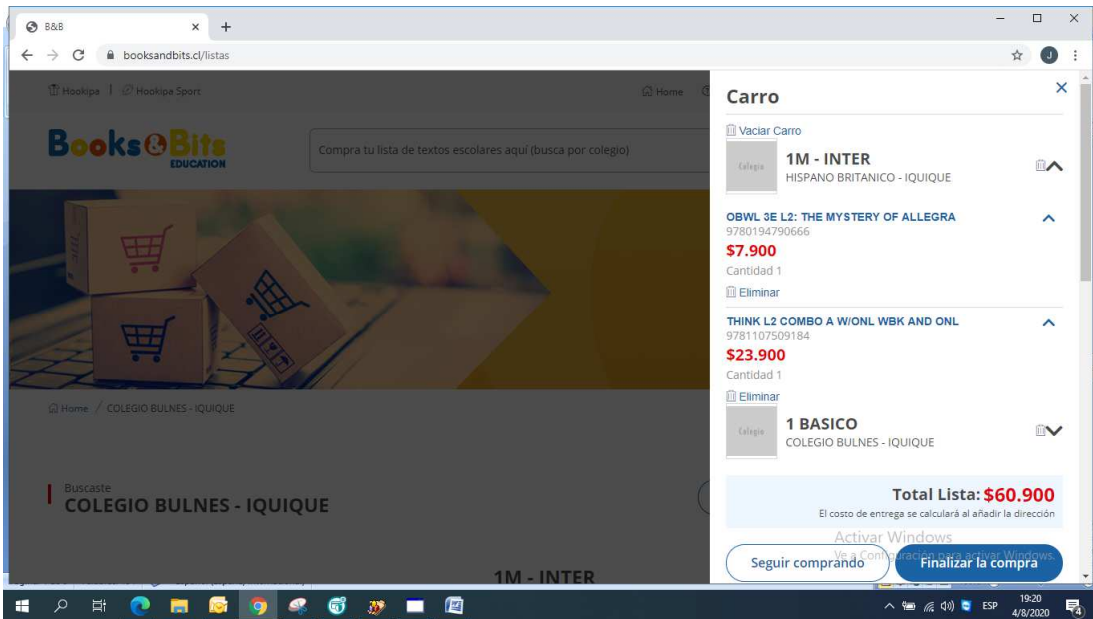 B&B
booksandbits.cl/listas
J
Hookipa | Hookipa Sport
Home
Books&Bits
EDUCATION
Compra tu lista de textos escolares aquí (busca por colegio)
Home / COLEGIO BULNES - IQUIQUE
Buscaste
COLEGIO BULNES - IQUIQUE
1M - INTER
Carro
Vaciar Carro
Colegio
1M - INTER
HISPANO BRITANICO - IQUIQUE
OBWL 3E L2: THE MYSTERY OF ALLEGRA
9780194790666
$7.900
Cantidad 1
Eliminar
THINK L2 COMBO A W/ONL WBK AND ONL
9781107509184
$23.900
Cantidad 1
Eliminar
Colegio
1 BASICO
COLEGIO BULNES - IQUIQUE
Total Lista: $60.900
El costo de entrega se calculará al añadir la dirección
Activar Windows
Ve a Configuración para activar Windows.
Seguir comprando
Finalizar la compra
ESP
19:20
4/8/2020
4